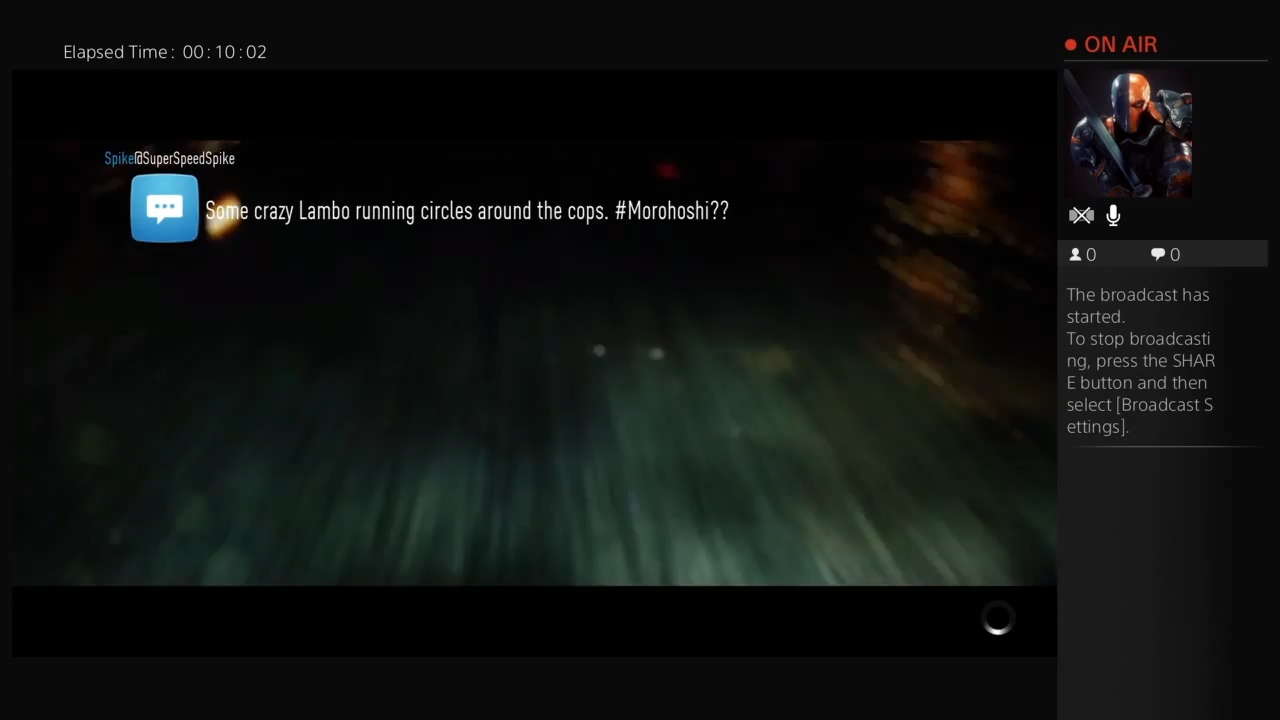 Elapsed Time: 00:10:02
ON AIR
Spike@SuperSpeedSpike
Some crazy Lambo running circles around the cops. #Morohoshi??
0 0
The broadcast has
started.
To stop broadcasti
ng, press the SHAR
E button and then
select [Broadcast S
ettings].